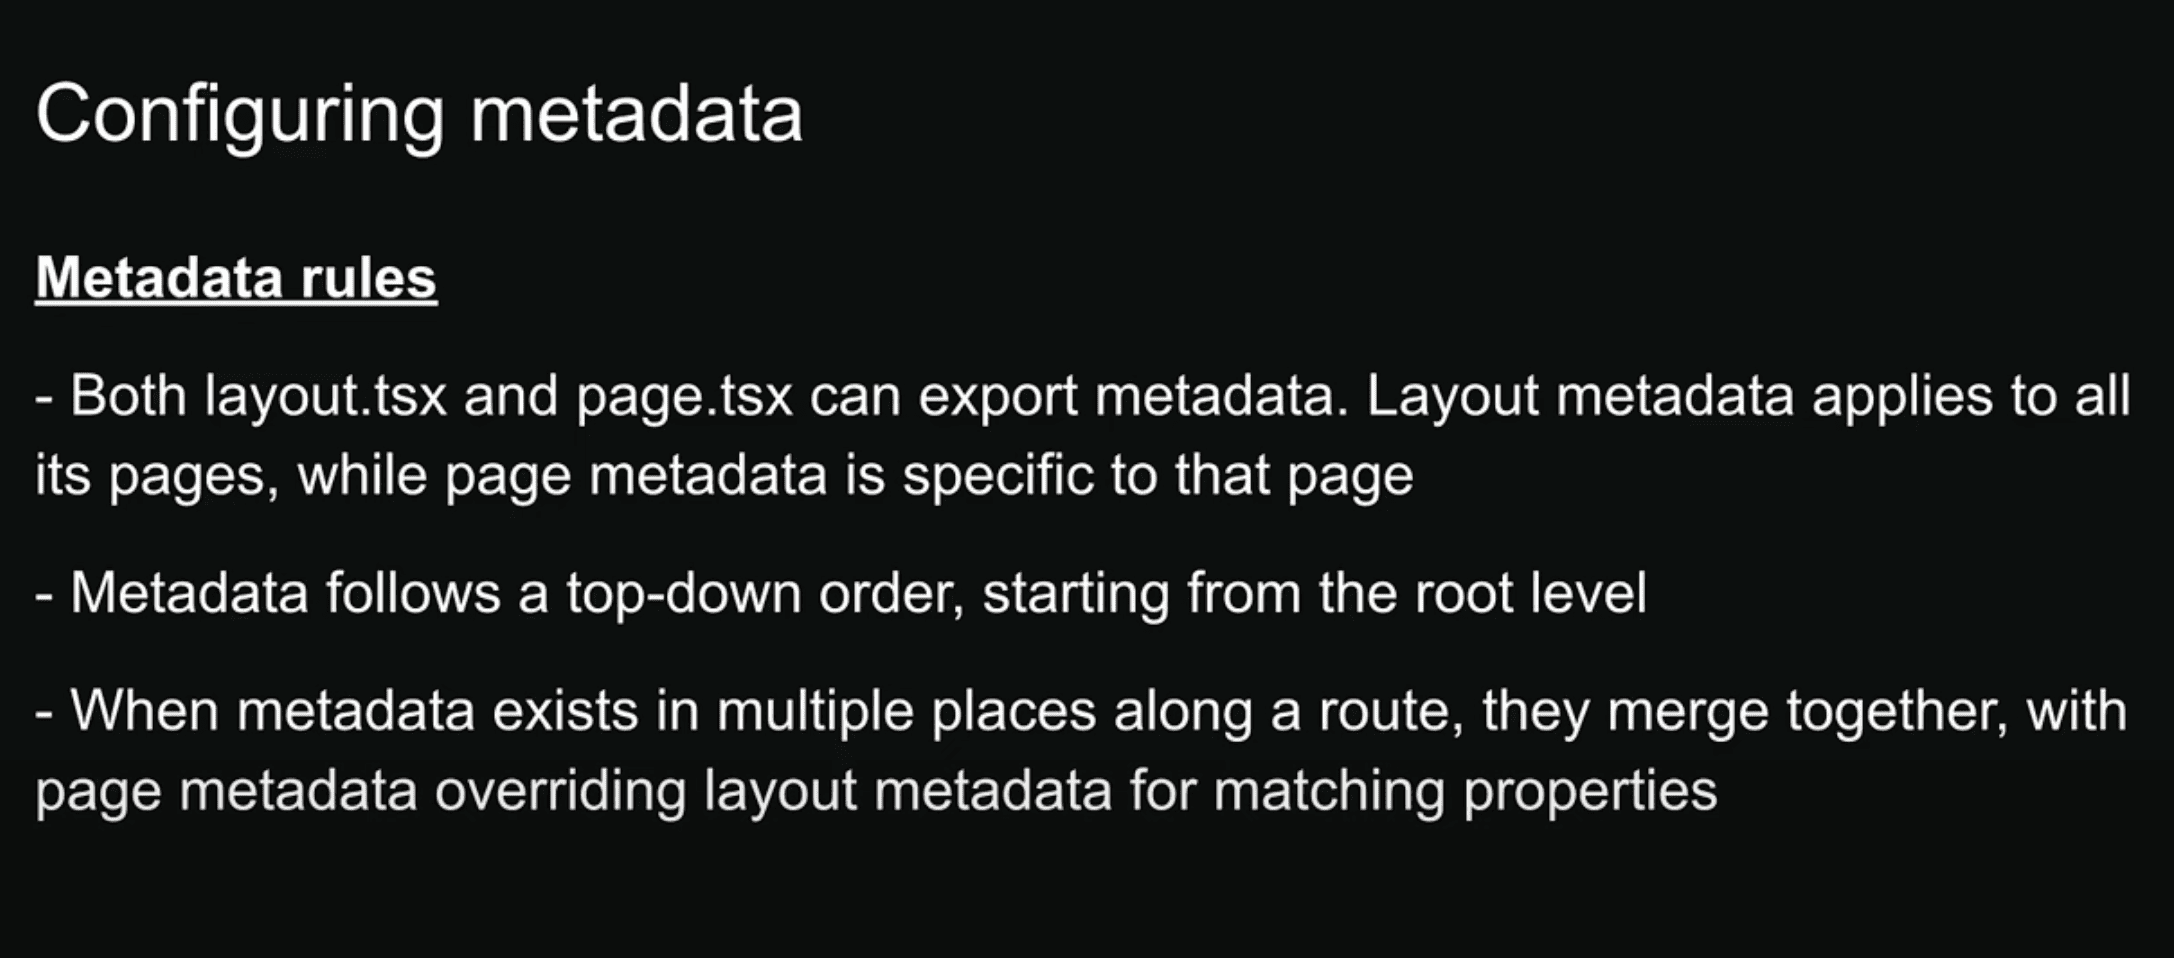 Configuring metadata
Metadata rules
- Both layout.tsx and page.tsx can export metadata. Layout metadata applies to all
its pages, while page metadata is specific to that page
- Metadata follows a top-down order, starting from the root level
- When metadata exists in multiple places along a route, they merge together, with
page metadata overriding layout metadata for matching properties